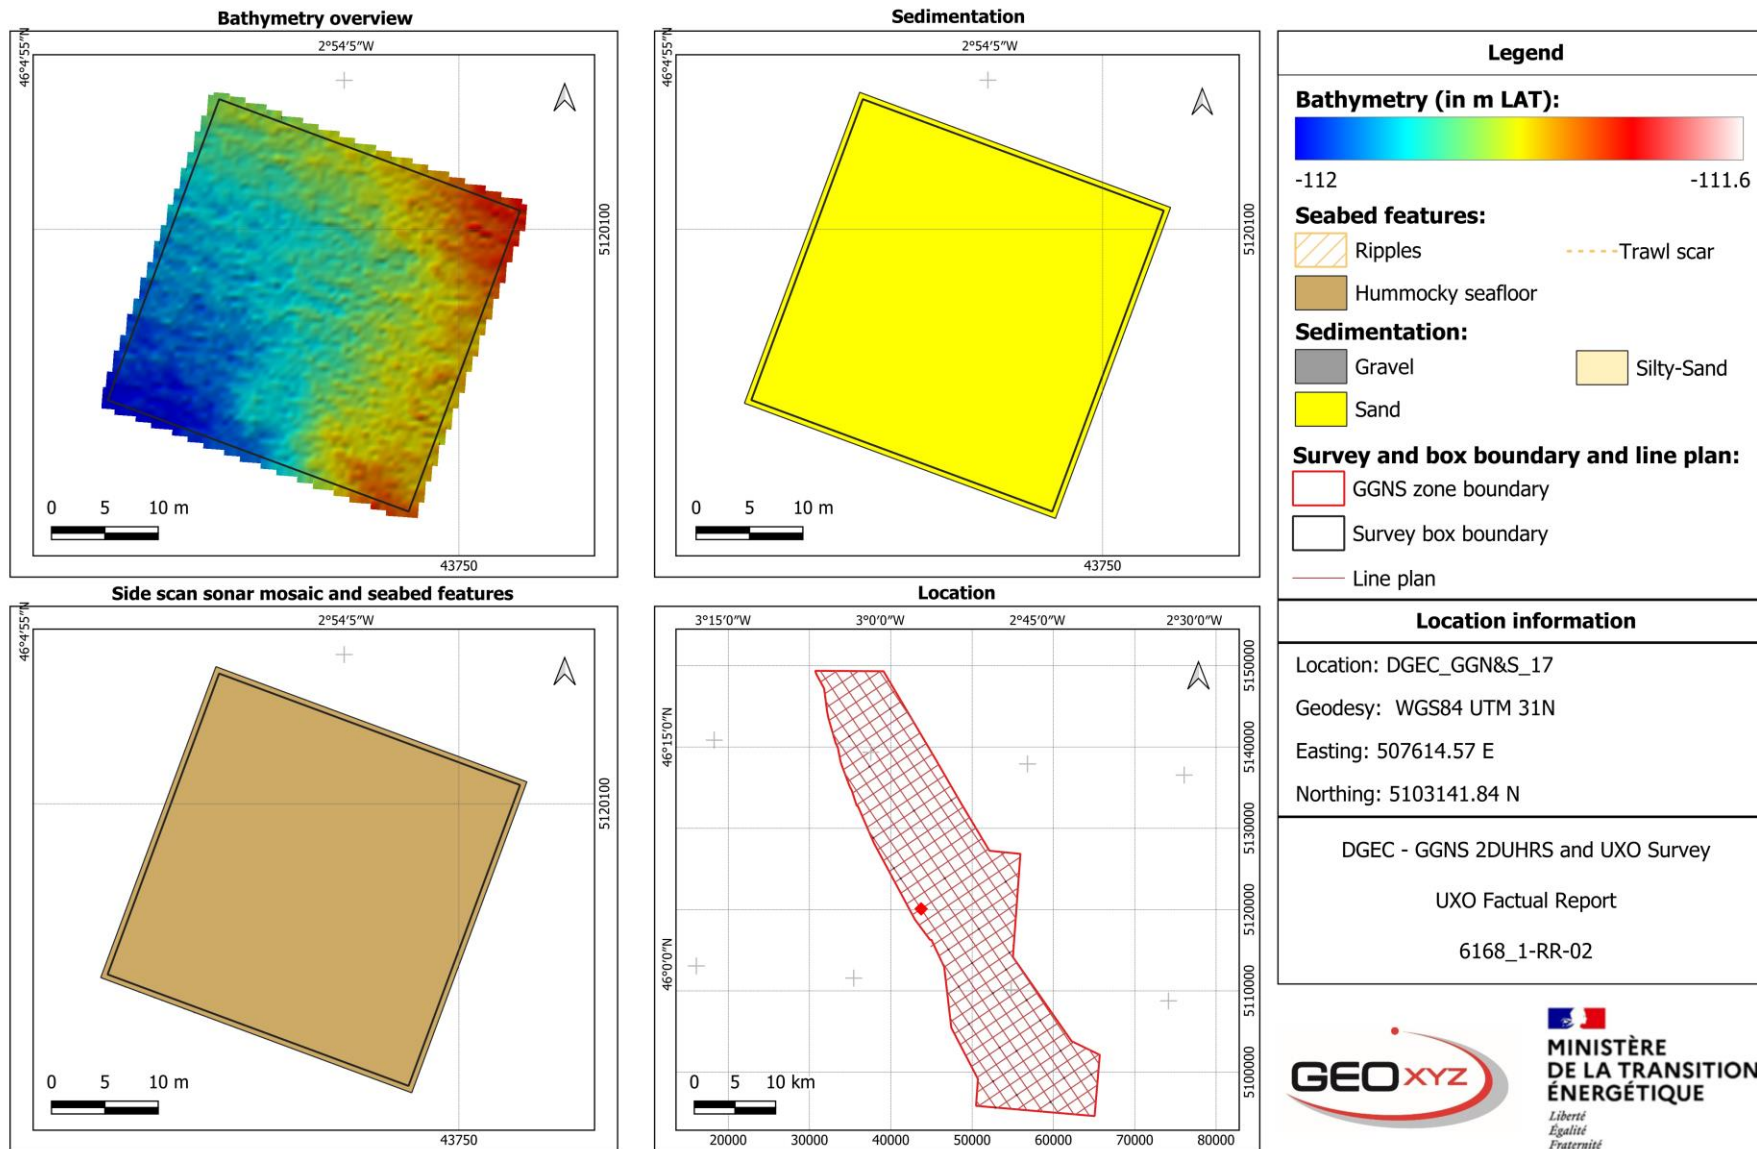 Bathymetry overview
2°54'5"W
46°4'55"N
5120100
0 5 10 m
43750
Sedimentation
2°54'5"W
46°4'55"N
5120100
0 5 10 m
43750
Side scan sonar mosaic and seabed features
2°54'5"W
46°4'55"N
5120100
0 5 10 m
43750
Location
3°15'0"W 3°0'0"W 2°45'0"W 2°30'0"W
46°15'0"N
46°0'0"N
5150000
5140000
5130000
5120000
5110000
5100000
0 5 10 km
20000 30000 40000 50000 60000 70000 80000
Legend
Bathymetry (in m LAT):
-112 -111.6
Seabed features:
Ripples Trawl scar
Hummocky seafloor
Sedimentation:
Gravel Silty-Sand
Sand
Survey and box boundary and line plan:
GGNS zone boundary
Survey box boundary
Line plan
Location information
Location: DGEC_GGN&S_17
Geodesy: WGS84 UTM 31N
Easting: 507614.57 E
Northing: 5103141.84 N
DGEC - GGNS 2DUHRS and UXO Survey
UXO Factual Report
6168_1-RR-02
GEO XYZ
MINISTÈRE
DE LA TRANSITION
ÉNERGÉTIQUE
Liberté
Égalité
Fraternité